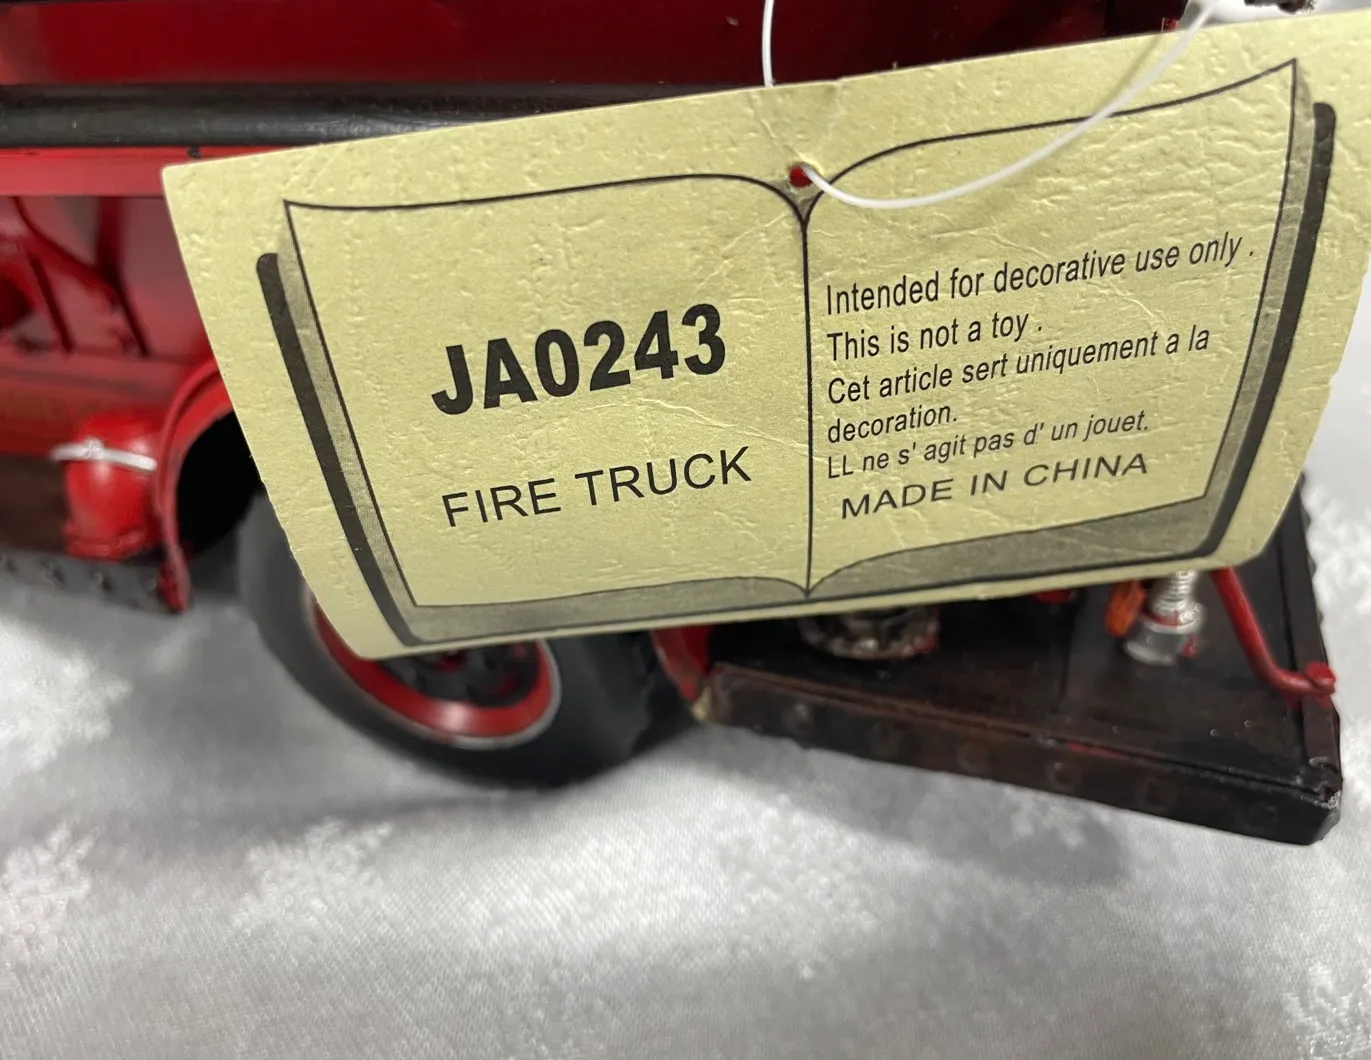 JA0243
FIRE TRUCK
Intended for decorative use only .
This is not a toy .
Cet article sert uniquement a la
decoration.
LL ne s' agit pas d' un jouet.
MADE IN CHINA